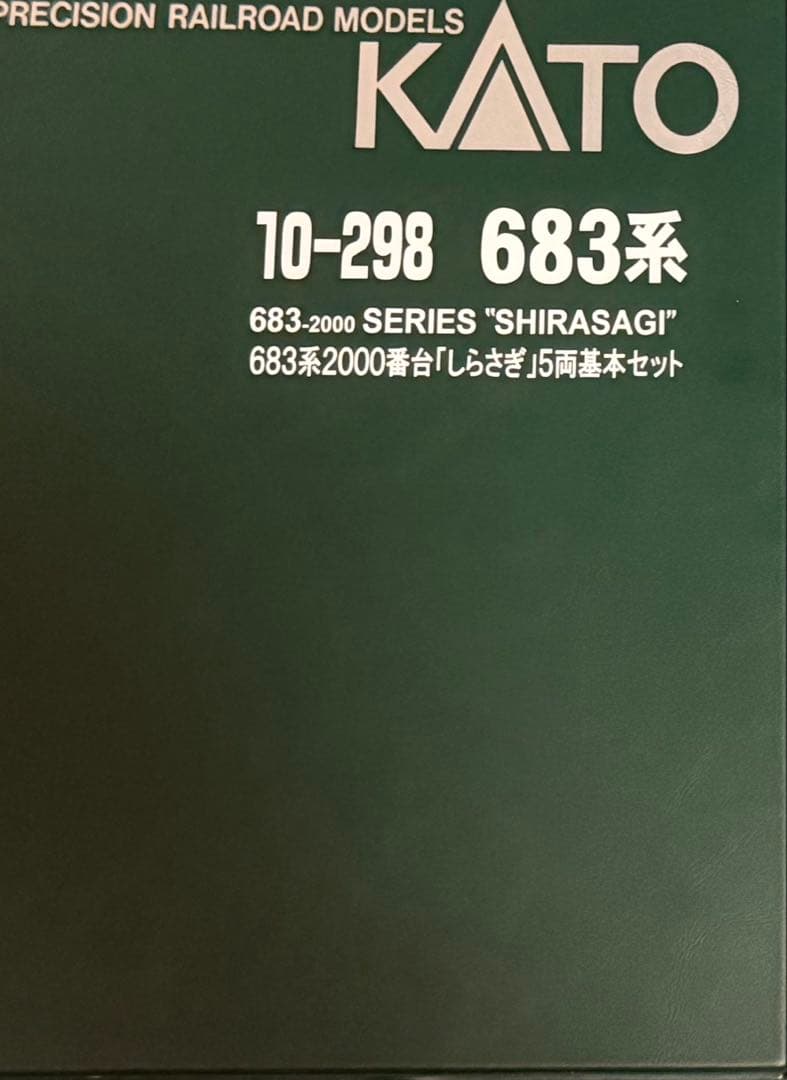 PRECISION RAILROAD MODELS
KATO
10-298 683系
683-2000 SERIES "SHIRASAGI"
683系2000番台「しらさぎ」5両基本セット